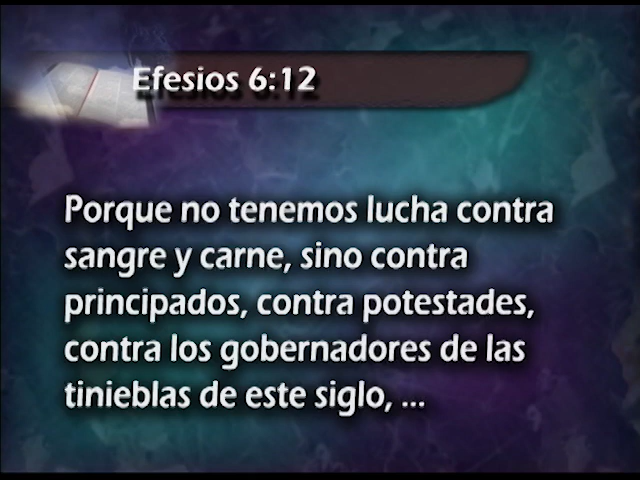 Efesios 6:12
Porque no tenemos lucha contra
sangre y carne, sino contra
principados, contra potestades,
contra los gobernadores de las
tinieblas de este siglo, ...